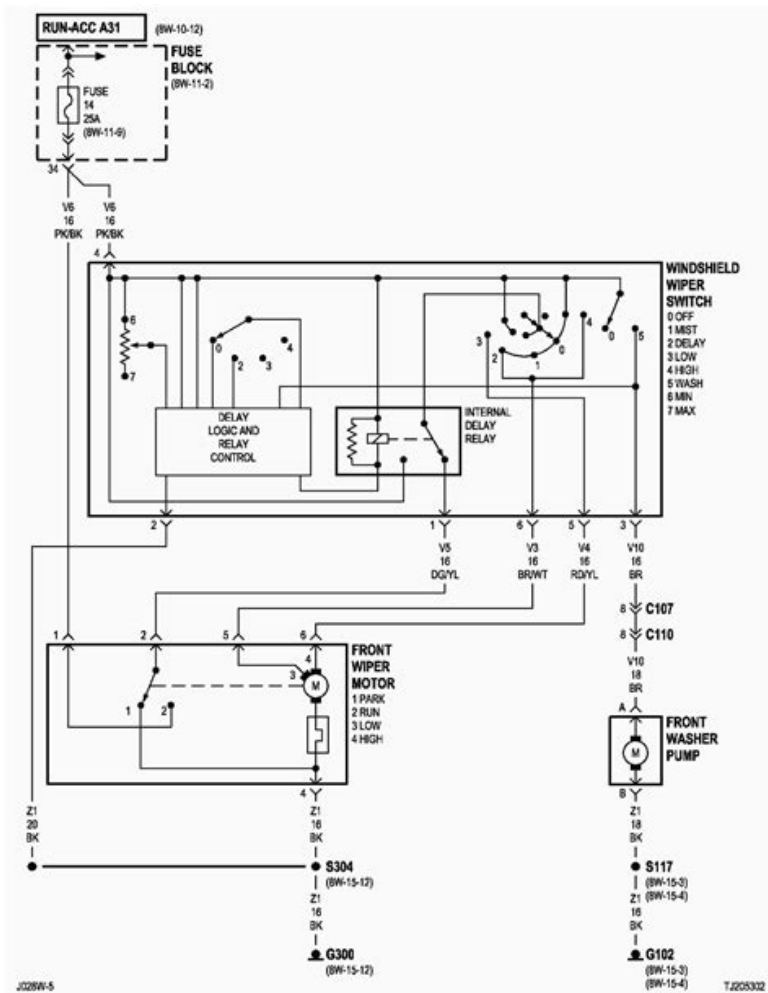 RUN-ACC A31 (8W-10-12)
FUSE
BLOCK
(8W-11-2)
FUSE
14
25A
(8W-11-9)
34
V6
16
PK/BK
V6
16
PK/BK
4
WINDSHIELD
WIPER
SWITCH
0 OFF
1 MIST
2 DELAY
3 LOW
4 HIGH
5 WASH
6 MIN
7 MAX
6
7
0
2
3
4
3
2
1
0
4
0
5
DELAY
LOGIC AND
RELAY
CONTROL
INTERNAL
DELAY
RELAY
2
1
6
5
3
V5
16
DG/YL
V3
16
BR/WT
V4
16
RD/YL
V10
16
BR
8 C107
8 C110
V10
18
BR
1
2
5
6
FRONT
WIPER
MOTOR
1 PARK
2 RUN
3 LOW
4 HIGH
4
3
M
1
2
4
A
FRONT
WASHER
PUMP
M
B
Z1
20
BK
Z1
16
BK
Z1
18
BK
S304
(8W-15-12)
S117
(8W-15-3)
(8W-15-4)
Z1
16
BK
Z1
16
BK
G300
(8W-15-12)
G102
(8W-15-3)
(8W-15-4)
J028W-5
TJ205302